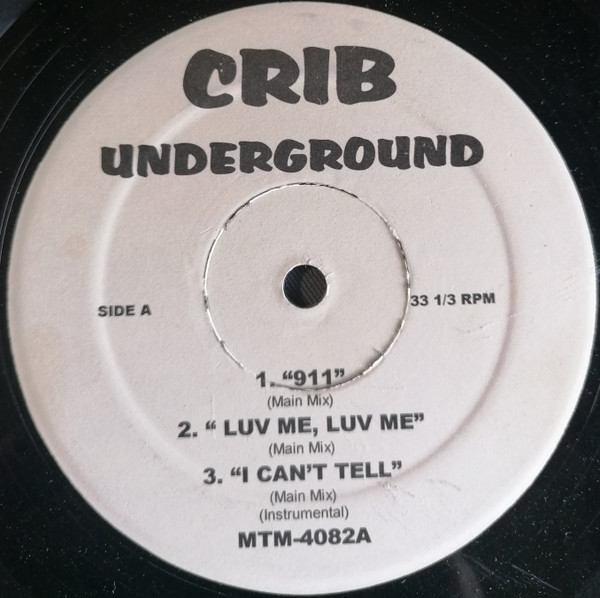 CRIB
UNDERGROUND
SIDE A
33 1/3 RPM
1. “911”
(Main Mix)
2. “ LUV ME, LUV ME”
(Main Mix)
3. “I CAN’T TELL”
(Main Mix)
(Instrumental)
MTM-4082A